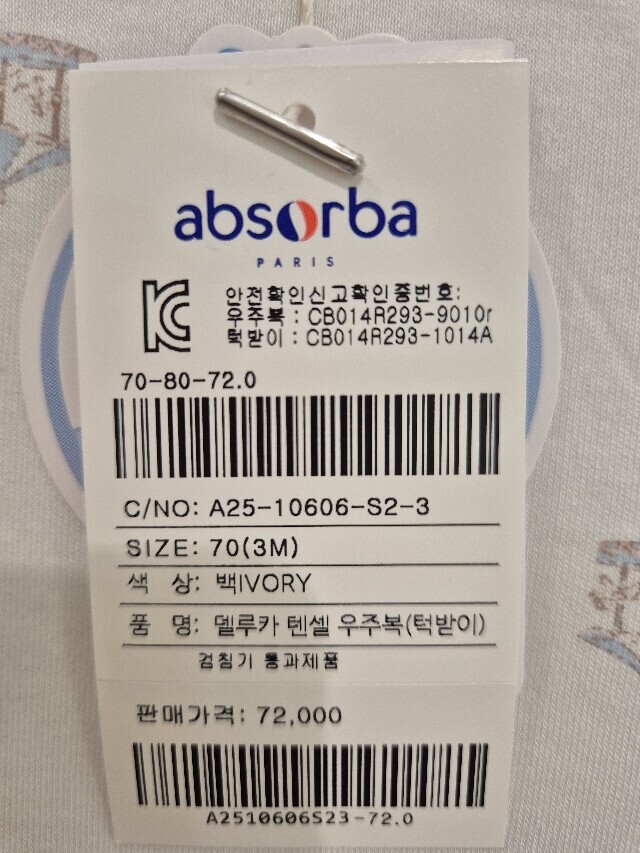 absorba
PARIS
안전확인신고확인증번호:
우주복 : CB014R293-9010r
턱받이 : CB014R293-1014A
70-80-72.0
C/NO: A25-10606-S2-3
SIZE: 70(3M)
색 상: 백IVORY
품 명: 델루카 텐셀 우주복(턱받이)
검침기 통과제품
판매가격: 72,000
A2510606S23-72.0